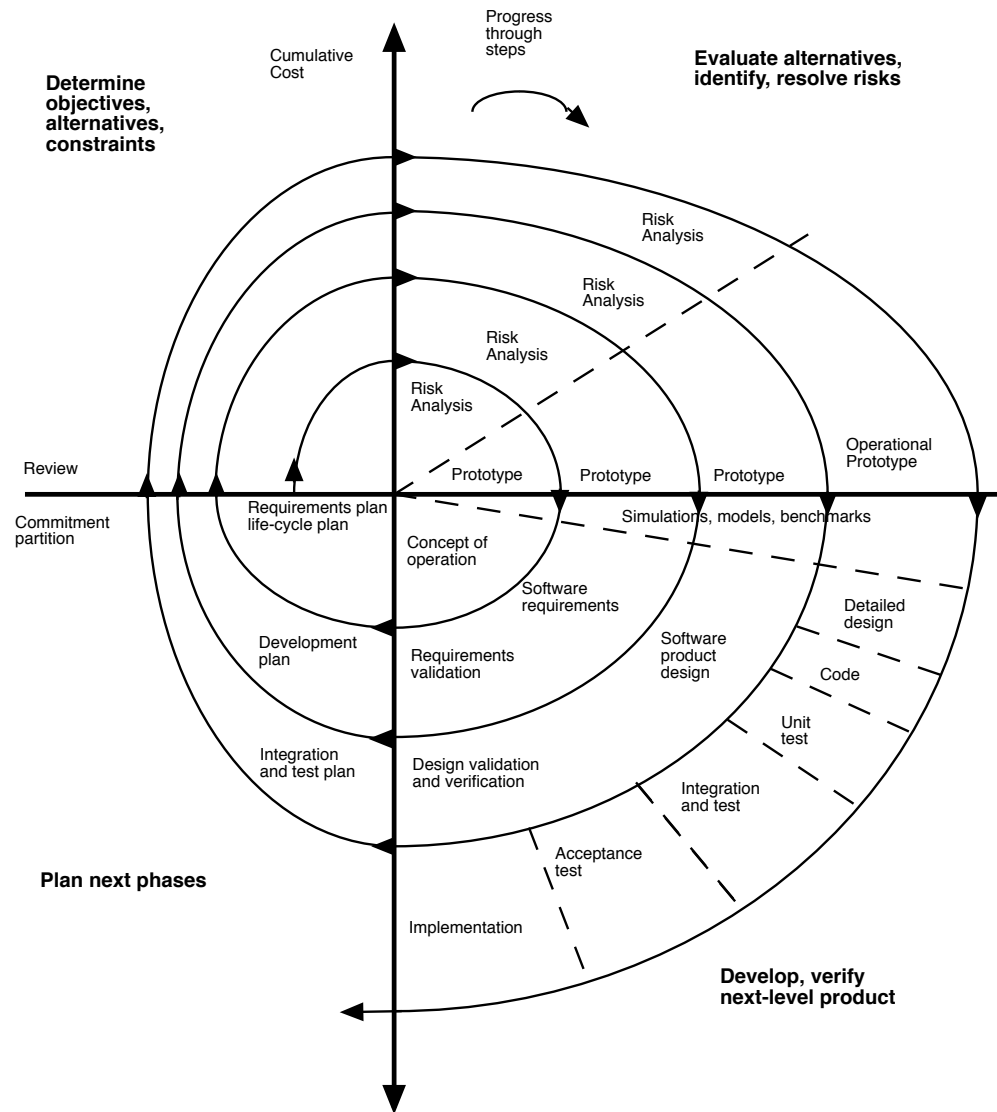 Progress
through
steps
Cumulative
Cost
Evaluate alternatives,
identify, resolve risks
Determine
objectives,
alternatives,
constraints
Risk
Analysis
Risk
Analysis
Risk
Analysis
Risk
Analysis
Review
Prototype
Prototype
Prototype
Operational
Prototype
Commitment
partition
Requirements plan
life-cycle plan
Simulations, models, benchmarks
Concept of
operation
Software
requirements
Detailed
design
Development
plan
Requirements
validation
Software
product
design
Code
Unit
test
Integration
and test plan
Design validation
and verification
Integration
and test
Acceptance
test
Plan next phases
Implementation
Develop, verify
next-level product